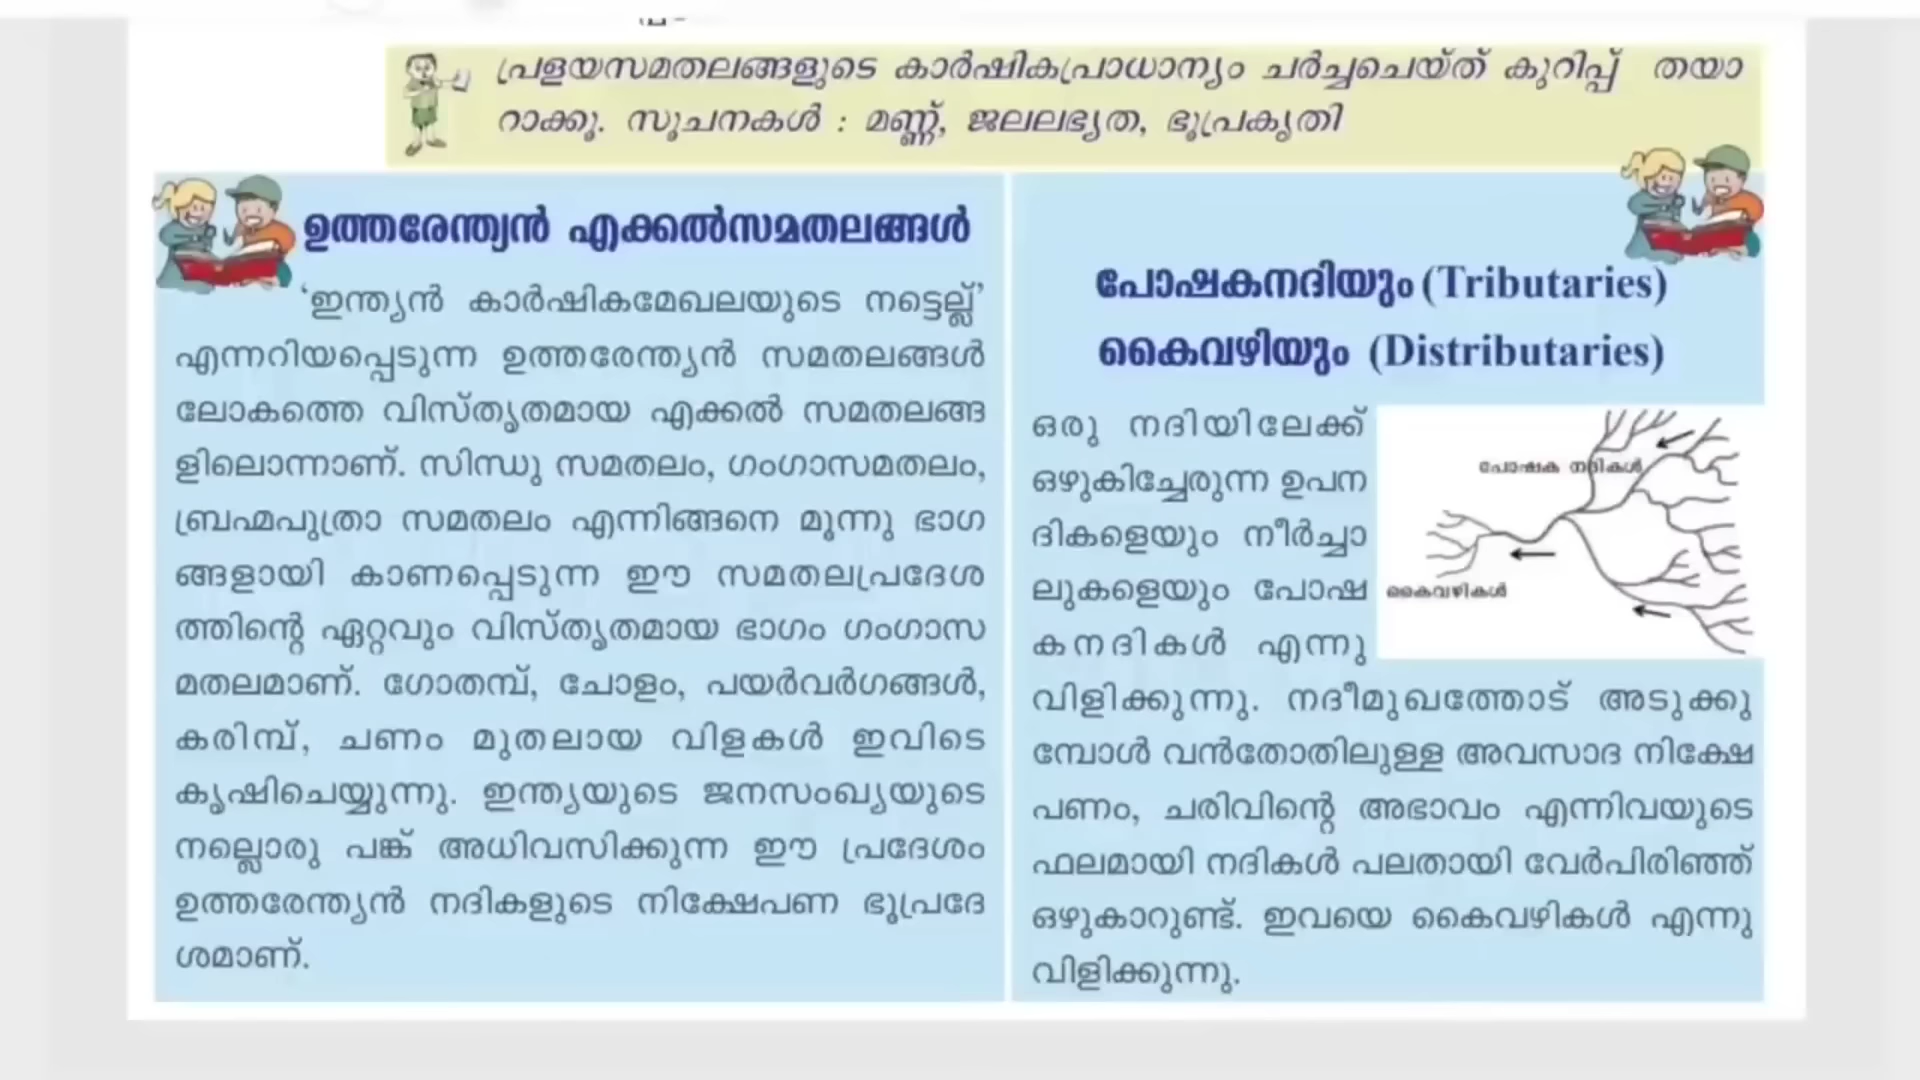 പ്രളയസമതലങ്ങളുടെ കാർഷികപ്രാധാന്യം ചർച്ചചെയ്ത് കുറിപ്പ് തയാ
റാക്കൂ. സൂചനകൾ : മണ്ണ്, ജലലഭ്യത, ഭൂപ്രകൃതി
ഉത്തരേന്ത്യൻ എക്കൽസമതലങ്ങൾ
‘ഇന്ത്യൻ കാർഷികമേഖലയുടെ നട്ടെല്ല്’
എന്നറിയപ്പെടുന്ന ഉത്തരേന്ത്യൻ സമതലങ്ങൾ
ലോകത്തെ വിസ്തൃതമായ എക്കൽ സമതലങ്ങ
ളിലൊന്നാണ്. സിന്ധു സമതലം, ഗംഗാസമതലം,
ബ്രഹ്മപുത്രാ സമതലം എന്നിങ്ങനെ മൂന്നു ഭാഗ
ങ്ങളായി കാണപ്പെടുന്ന ഈ സമതലപ്രദേശ
ത്തിന്റെ ഏറ്റവും വിസ്തൃതമായ ഭാഗം ഗംഗാസ
മതലമാണ്. ഗോതമ്പ്, ചോളം, പയർവർഗങ്ങൾ,
കരിമ്പ്, ചണം മുതലായ വിളകൾ ഇവിടെ
കൃഷിചെയ്യുന്നു. ഇന്ത്യയുടെ ജനസംഖ്യയുടെ
നല്ലൊരു പങ്ക് അധിവസിക്കുന്ന ഈ പ്രദേശം
ഉത്തരേന്ത്യൻ നദികളുടെ നിക്ഷേപണ ഭൂപ്രദേ
ശമാണ്.
പോഷകനദിയും (Tributaries)
കൈവഴിയും (Distributaries)
ഒരു നദിയിലേക്ക്
ഒഴുകിച്ചേരുന്ന ഉപന
ദികളെയും നീർച്ചാ
ലുകളെയും പോഷ
കനദികൾ എന്നു
വിളിക്കുന്നു. നദീമുഖത്തോട് അടുക്കു
മ്പോൾ വൻതോതിലുള്ള അവസാദ നിക്ഷേ
പണം, ചരിവിന്റെ അഭാവം എന്നിവയുടെ
ഫലമായി നദികൾ പലതായി വേർപിരിഞ്ഞ്
ഒഴുകാറുണ്ട്. ഇവയെ കൈവഴികൾ എന്നു
വിളിക്കുന്നു.
പോഷക നദികൾ
കൈവഴികൾ